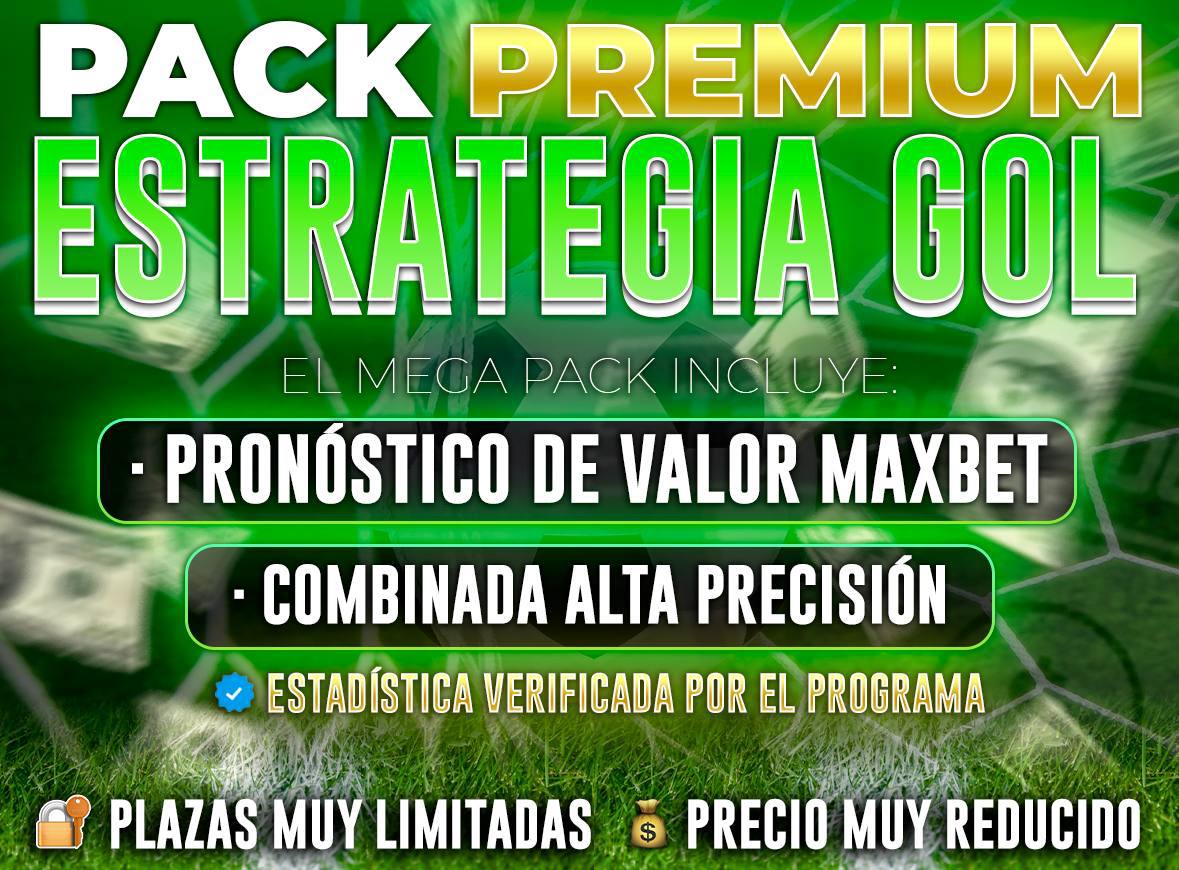 PACK PREMIUM
ESTRATEGIA GOL
EL MEGA PACK INCLUYE:
· PRONÓSTICO DE VALOR MAXBET
· COMBINADA ALTA PRECISIÓN
ESTADÍSTICA VERIFICADA POR EL PROGRAMA
PLAZAS MUY LIMITADAS PRECIO MUY REDUCIDO